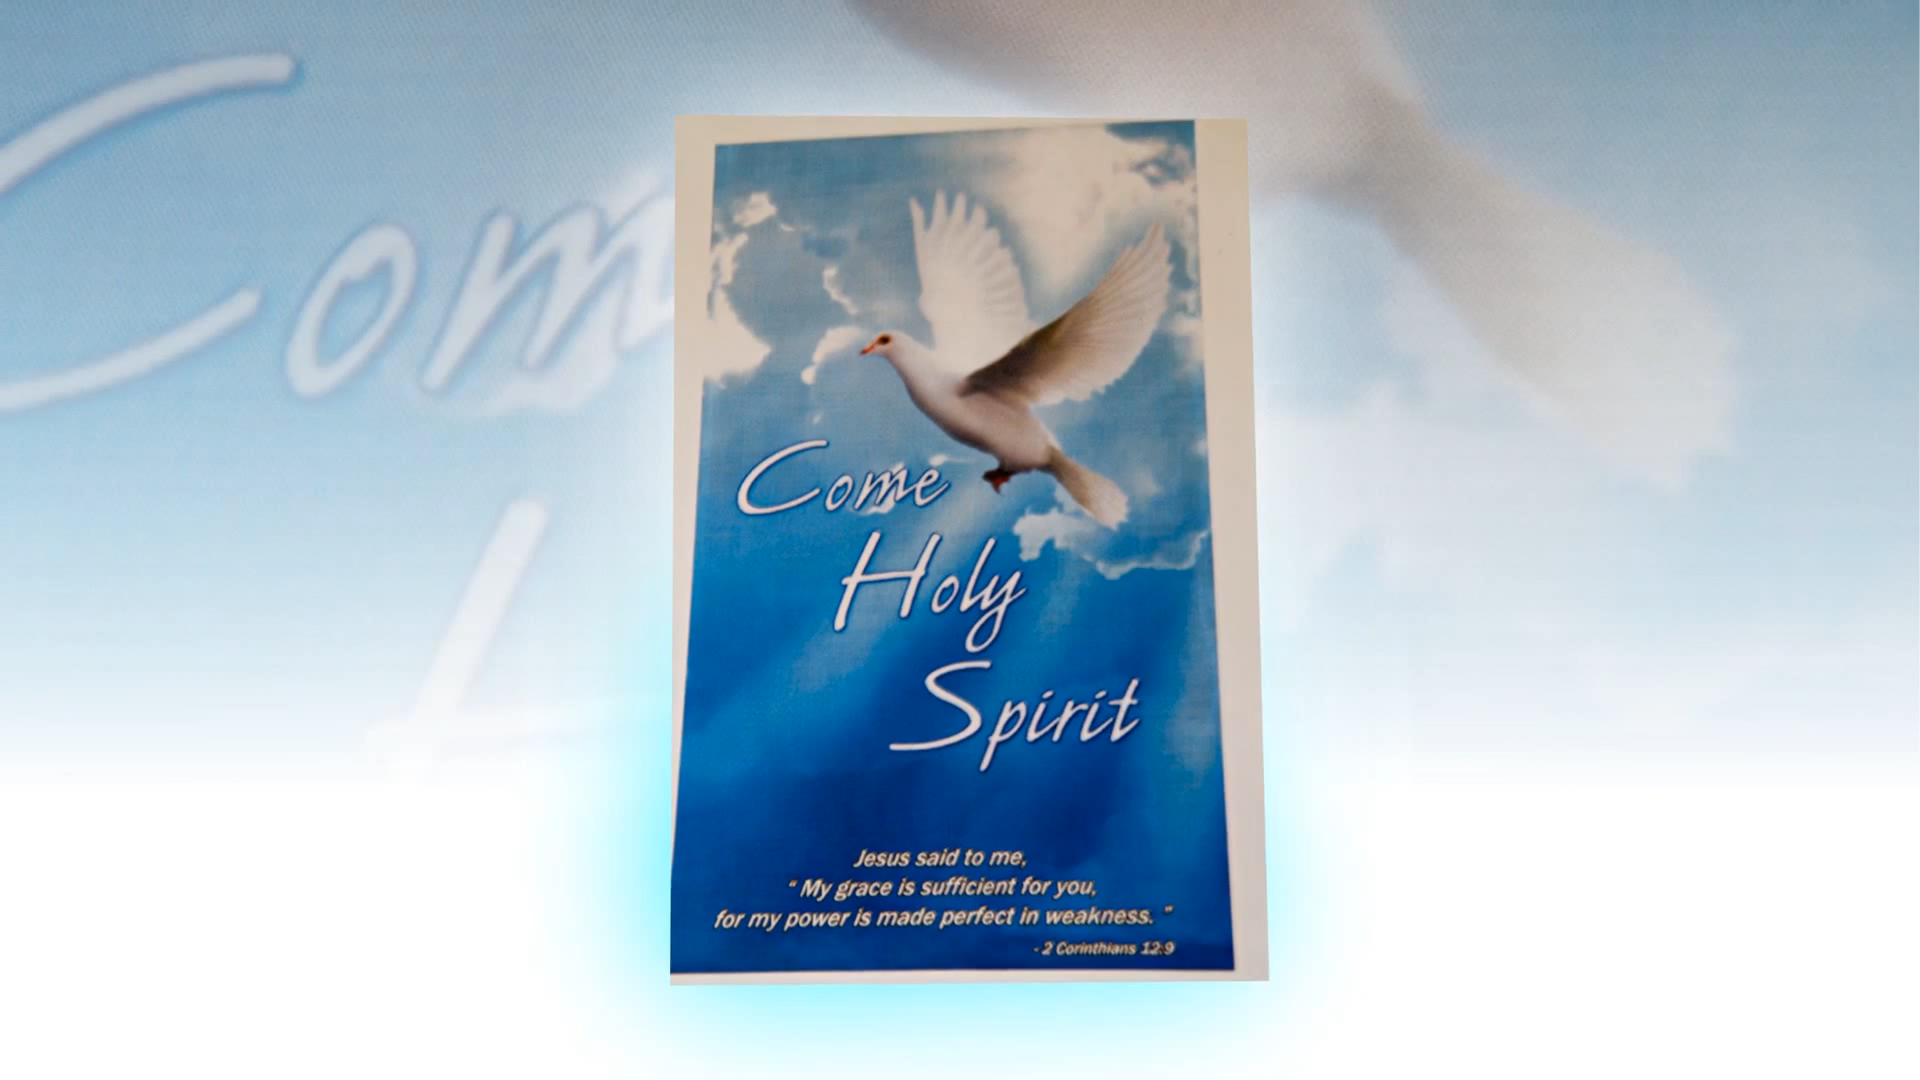 Come
Holy
Spirit
Jesus said to me,
“ My grace is sufficient for you,
for my power is made perfect in weakness. ”
- 2 Corinthians 12:9